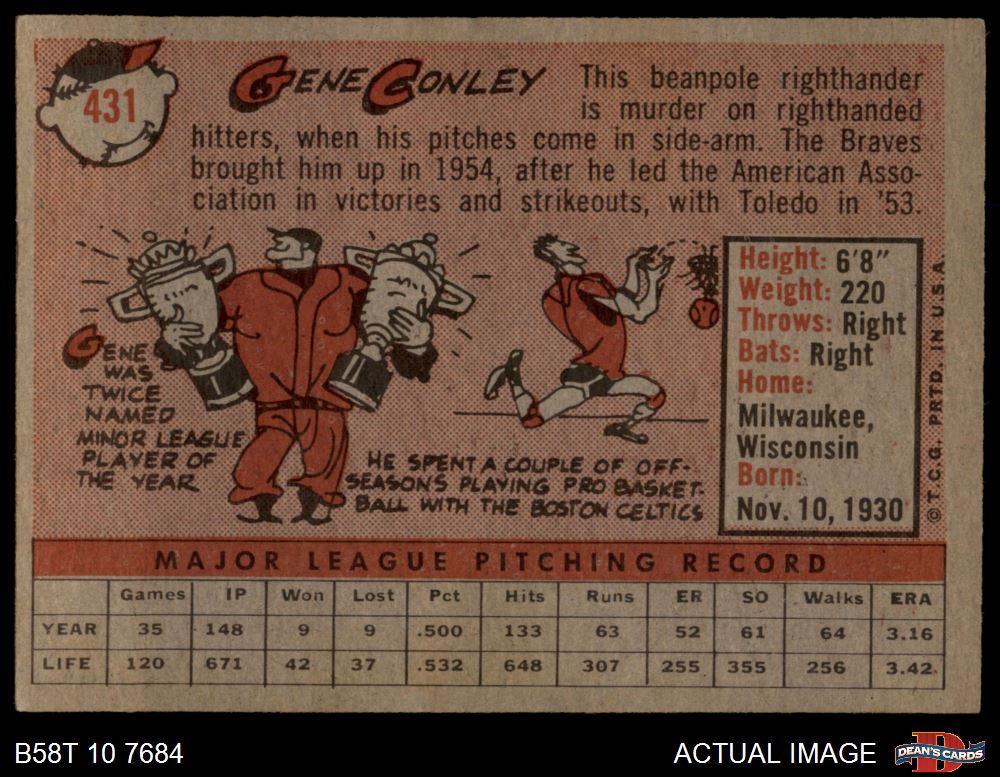 431
GENE CONLEY
This beanpole righthander
is murder on righthanded
hitters, when his pitches come in side-arm. The Braves
brought him up in 1954, after he led the American Asso-
ciation in victories and strikeouts, with Toledo in '53.
GENE
WAS
TWICE
NAMED
MINOR LEAGUE
PLAYER OF
THE YEAR
HE SPENT A COUPLE OF OFF-
SEASONS PLAYING PRO BASKET-
BALL WITH THE BOSTON CELTICS
Height: 6'8"
Weight: 220
Throws: Right
Bats: Right
Home:
Milwaukee,
Wisconsin
Born:
Nov. 10, 1930
© T.C.G. PRTD. IN U.S.A.
MAJOR LEAGUE PITCHING RECORD
Games IP Won Lost Pct Hits Runs ER SO Walks ERA
YEAR 35 148 9 9 .500 133 63 52 61 64 3.16
LIFE 120 671 42 37 .532 648 307 255 355 256 3.42
B58T 10 7684
ACTUAL IMAGE
D
DEAN'S CARDS